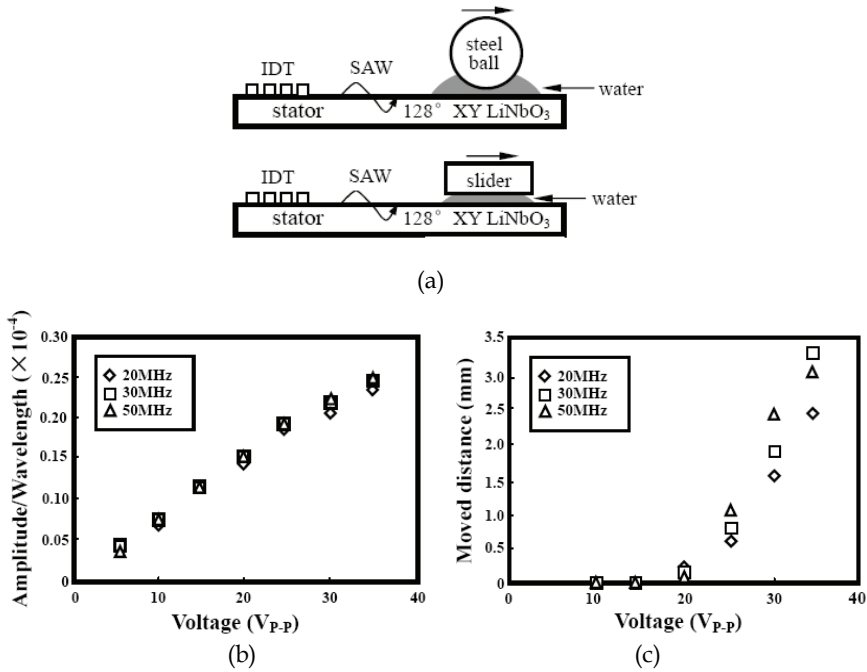 steel
ball
IDT
SAW
water
stator
128° XY LiNbO3
IDT
SAW
slider
water
stator
128° XY LiNbO3
(a)
Amplitude/Wavelength (×10-4)
0.30
0.25
0.20
0.15
0.10
0.05
0
20MHz
30MHz
50MHz
10
20
30
40
Voltage (VP-P)
(b)
Moved distance (mm)
3.5
3.0
2.5
2.0
1.0
0.5
0
20MHz
30MHz
50MHz
0
10
20
30
40
Voltage (VP-P)
(c)